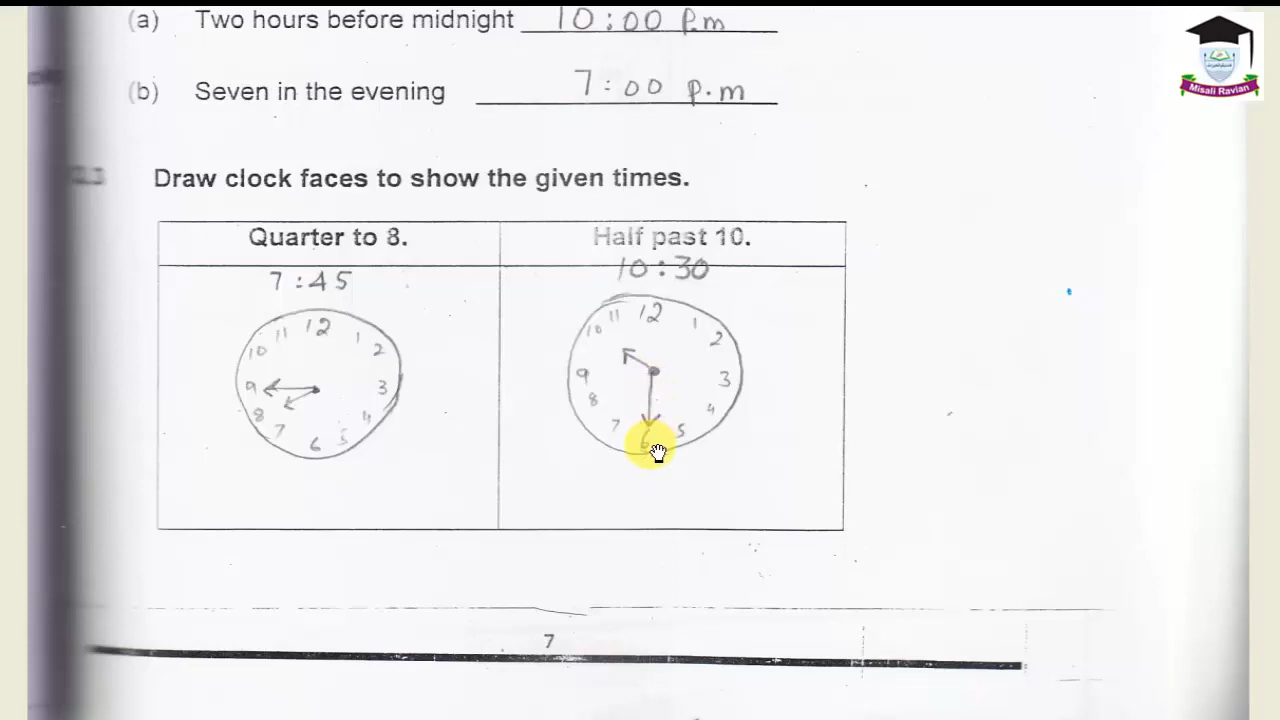 (a) Two hours before midnight 10:00 P.m
(b) Seven in the evening 7:00 p.m
Draw clock faces to show the given times.
Quarter to 8. Half past 10.
7:45 10:30
12 1 2 3 4 5 6 7 8 9 10 11
12 1 2 3 4 5 6 7 8 9 10 11
7
Misali Ravian